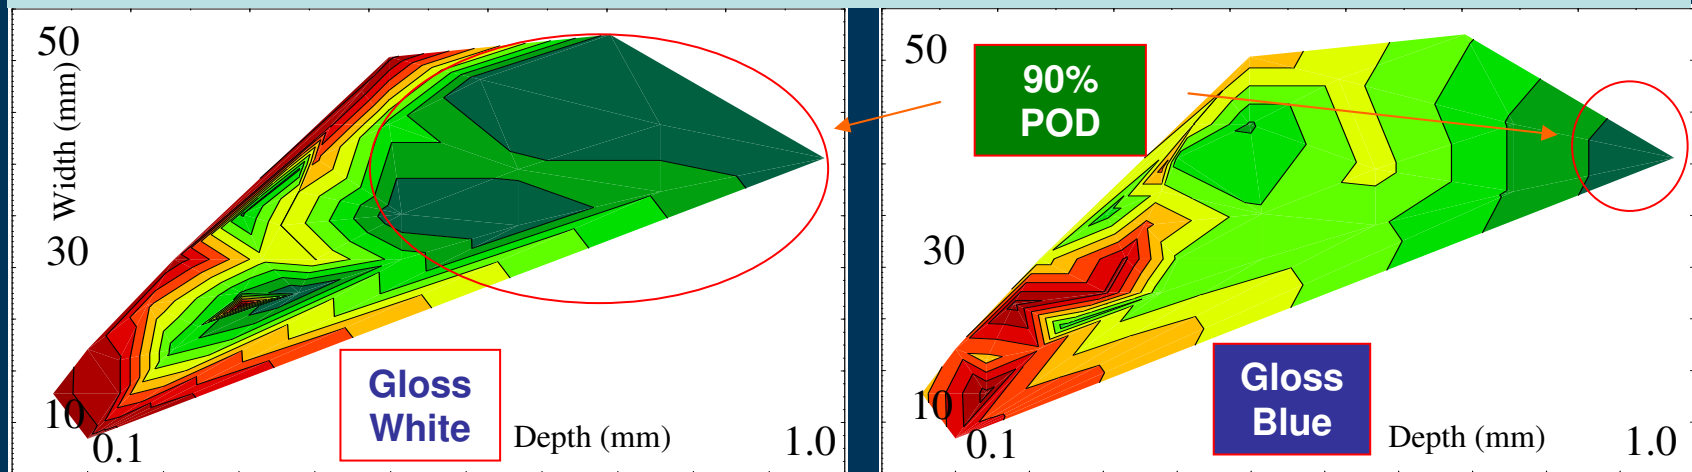 50
Width (mm)
30
10
0.1
Gloss
White
Depth (mm)
1.0
90%
POD
50
30
10
0.1
Gloss
Blue
Depth (mm)
1.0